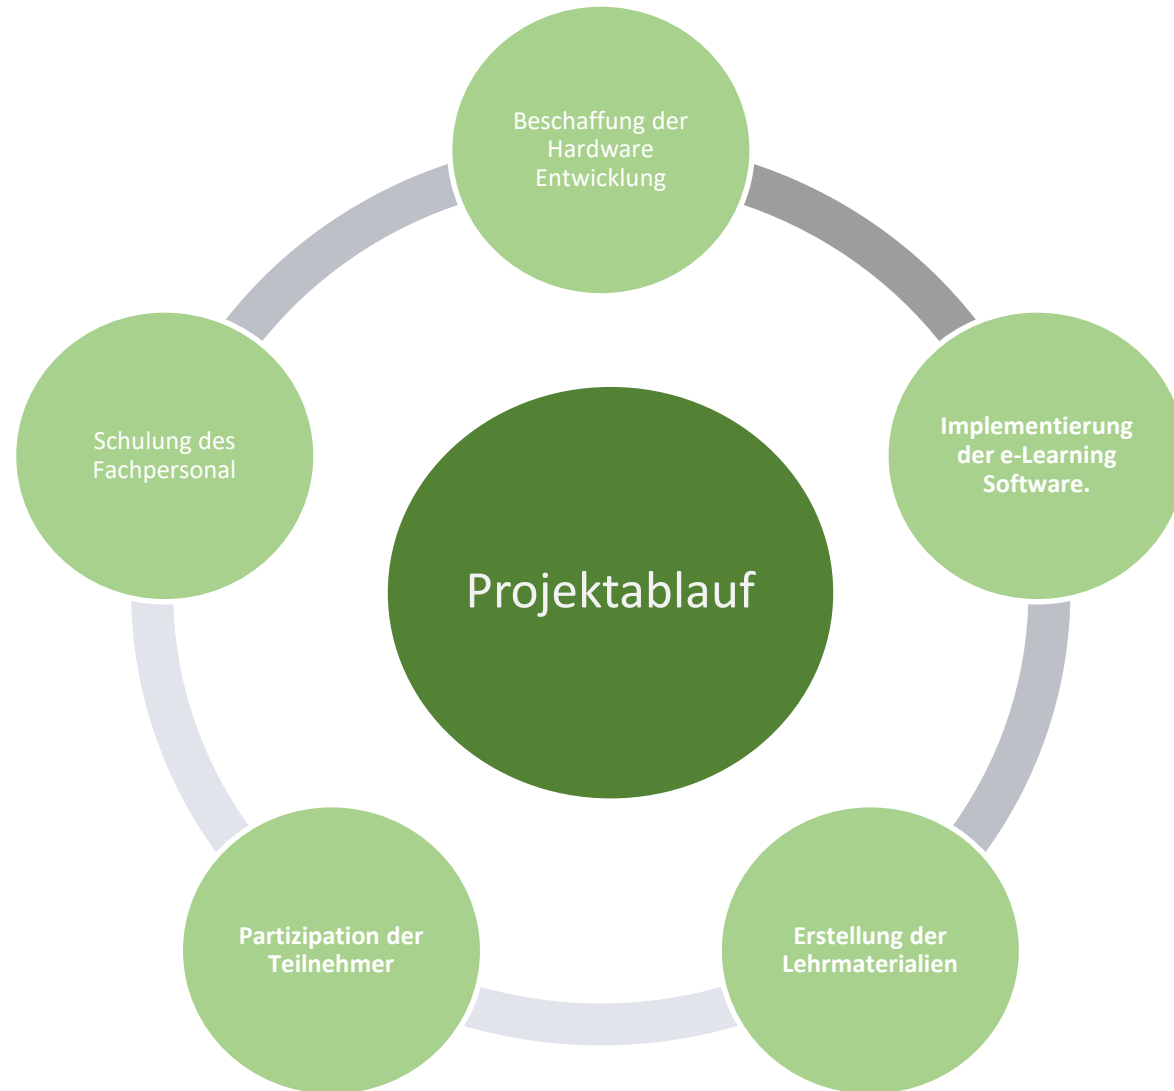 Beschaffung der
Hardware
Entwicklung
Implementierung
der e-Learning
Software.
Schulung des
Fachpersonal
Projektablauf
Partizipation der
Teilnehmer
Erstellung der
Lehrmaterialien